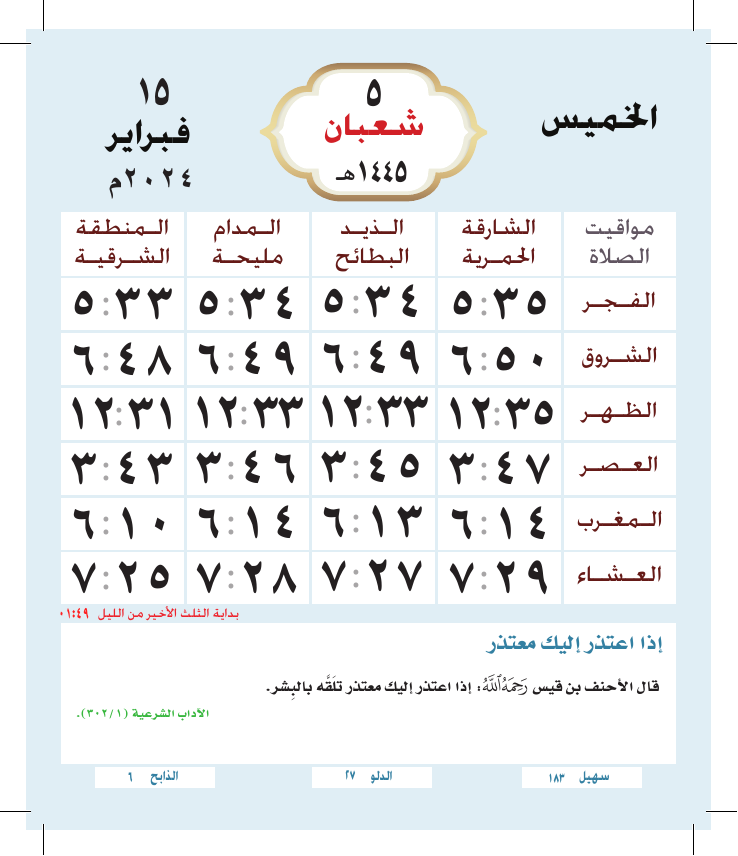 الخميس
٥
شعبان
١٤٤٥هـ
١٥
فبراير
٢٠٢٤م
مواقيت الصلاة	الشارقة الحمرية	الذيد البطائح	المدام مليحة	المنطقة الشرقية
الفجر	٥:٣٥	٥:٣٤	٥:٣٤	٥:٣٣
الشروق	٦:٥٠	٦:٤٩	٦:٤٩	٦:٤٨
الظهر	١٢:٣٥	١٢:٣٣	١٢:٣٣	١٢:٣١
العصر	٣:٤٧	٣:٤٥	٣:٤٦	٣:٤٣
المغرب	٦:١٤	٦:١٣	٦:١٤	٦:١٠
العشاء	٧:٢٩	٧:٢٧	٧:٢٨	٧:٢٥
بداية الثلث الأخير من الليل ٠١:٤٩
إذا اعتذر إليك معتذر
قال الأحنف بن قيس رَحِمَهُ ٱللَّهُ: إذا اعتذر إليك معتذر تلَقَّه بالبِشر.
الآداب الشرعية (٣٠٢/١).
سهيل ١٨٣
الدلو ٢٧
الذابح ٦